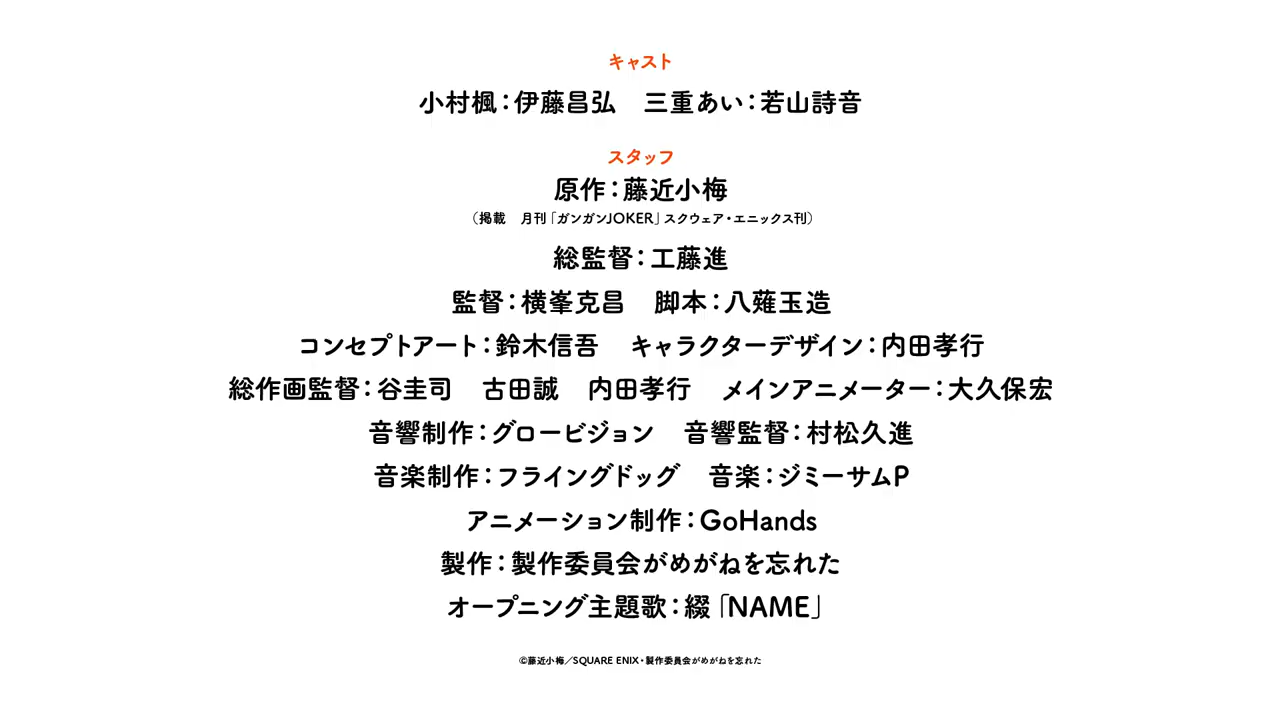 キャスト
小村楓：伊藤昌弘　三重あい：若山詩音
スタッフ
原作：藤近小梅
（掲載　月刊「ガンガンJOKER」スクウェア・エニックス刊）
総監督：工藤進
監督：横峯克昌　脚本：八薙玉造
コンセプトアート：鈴木信吾　キャラクターデザイン：内田孝行
総作画監督：谷圭司　古田誠　内田孝行　メインアニメーター：大久保宏
音響制作：グロービジョン　音響監督：村松久進
音楽制作：フライングドッグ　音楽：ジミーサムP
アニメーション制作：GoHands
製作：製作委員会がめがねを忘れた
オープニング主題歌：綴「NAME」
©藤近小梅／SQUARE ENIX・製作委員会がめがねを忘れた